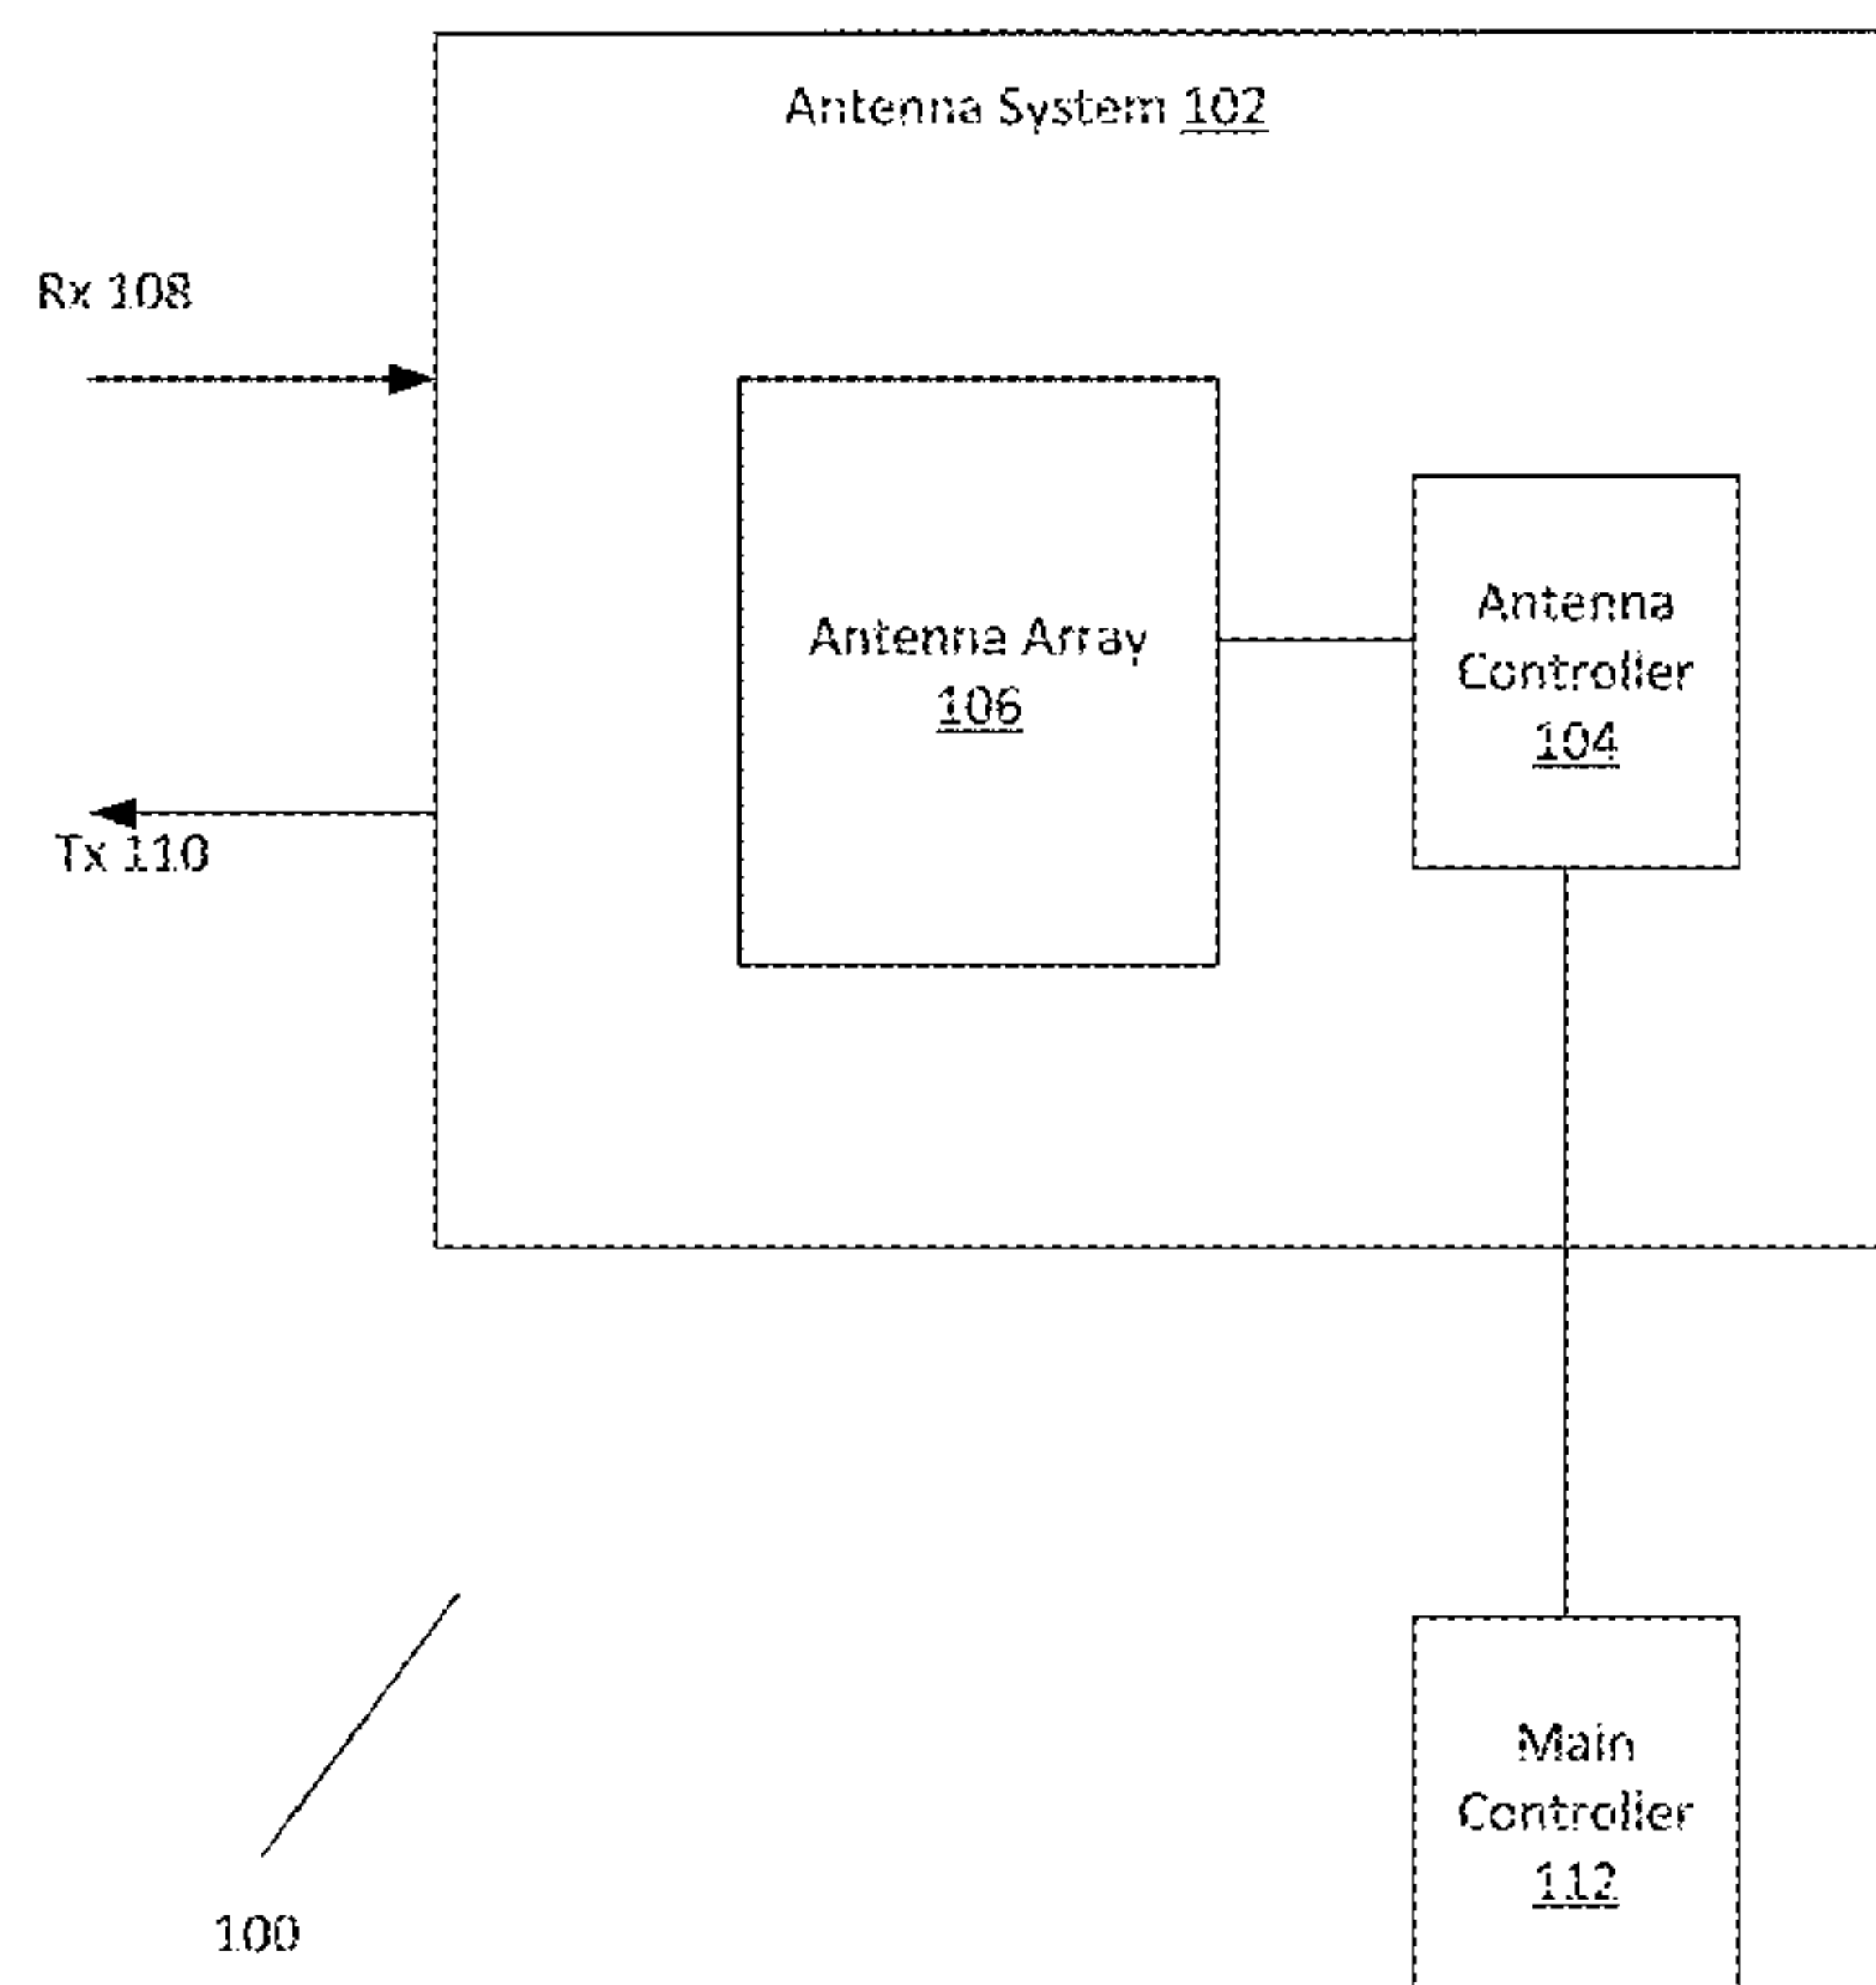 Antenna System 102
Rx 108
Antenna Array
106
Antenna
Controller
104
Tx 110
Main
Controller
112
100